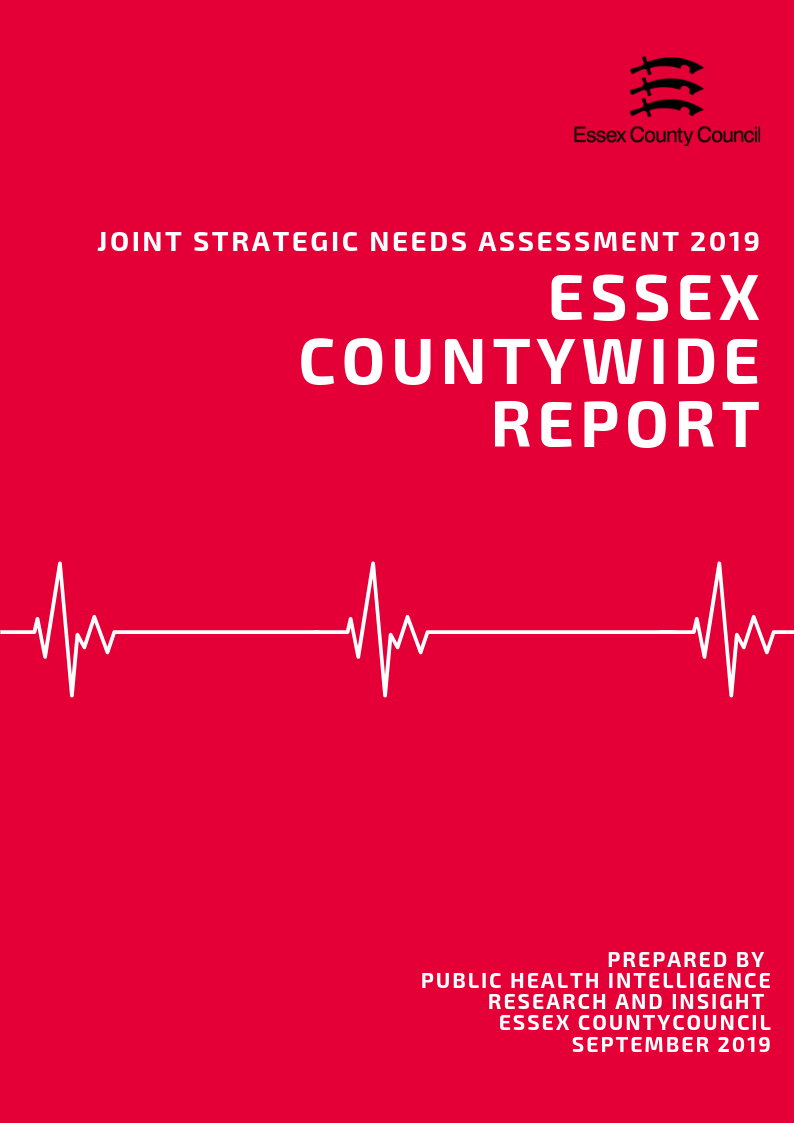 Essex County Council
JOINT STRATEGIC NEEDS ASSESSMENT 2019
ESSEX
COUNTYWIDE
REPORT
PREPARED BY
PUBLIC HEALTH INTELLIGENCE
RESEARCH AND INSIGHT
ESSEX COUNTYCOUNCIL
SEPTEMBER 2019